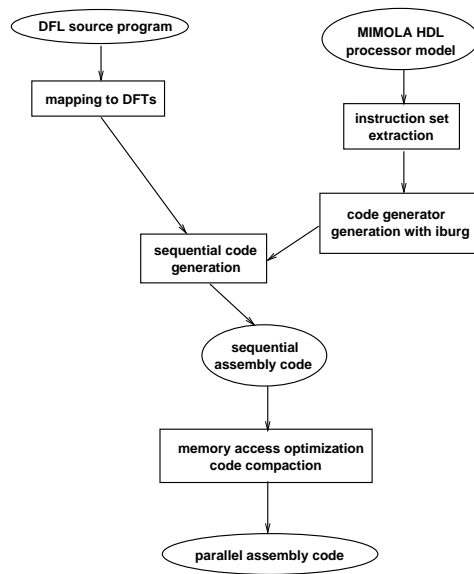 DFL source program
MIMOLA HDL
processor model
mapping to DFTs
instruction set
extraction
code generator
generation with iburg
sequential code
generation
sequential
assembly code
memory access optimization
code compaction
parallel assembly code